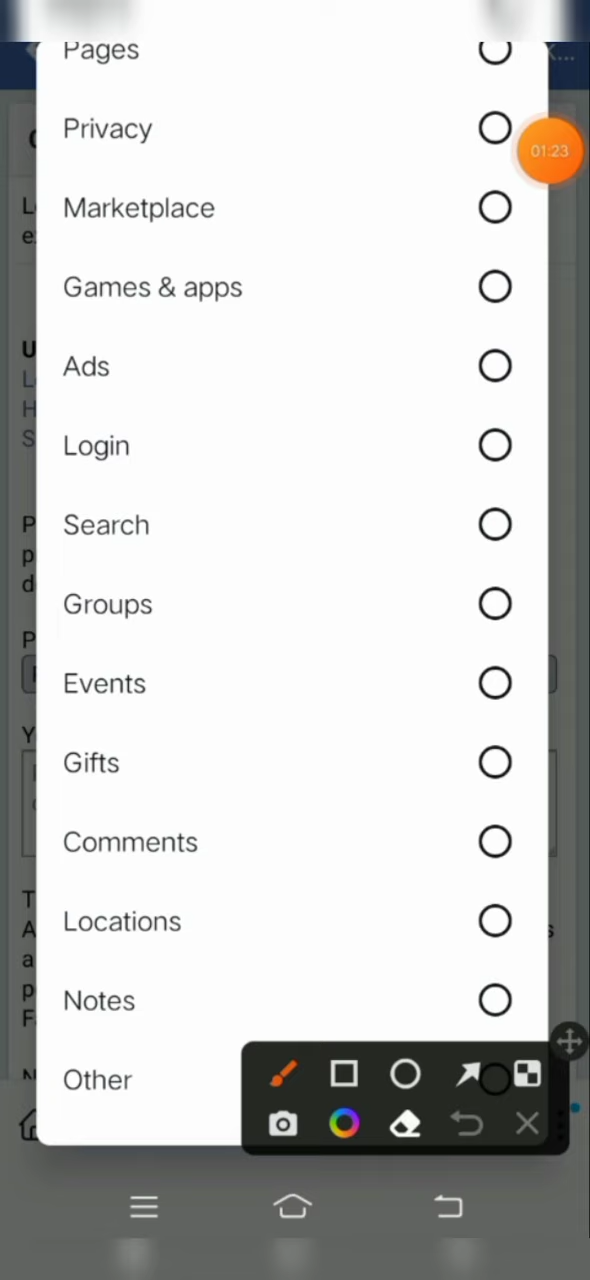 Pages
Privacy
01:23
Marketplace
Games & apps
Ads
Login
Search
Groups
Events
Gifts
Comments
Locations
Notes
Other